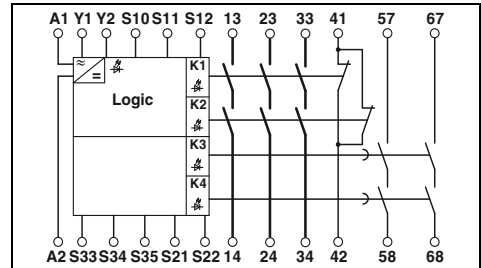 A1 Y1 Y2 S10 S11 S12 13 23 33 41 57 67
≈
=
K1
Logic
K2
K3
K4
A2 S33 S34 S35 S21 S22 14 24 34 42 58 68